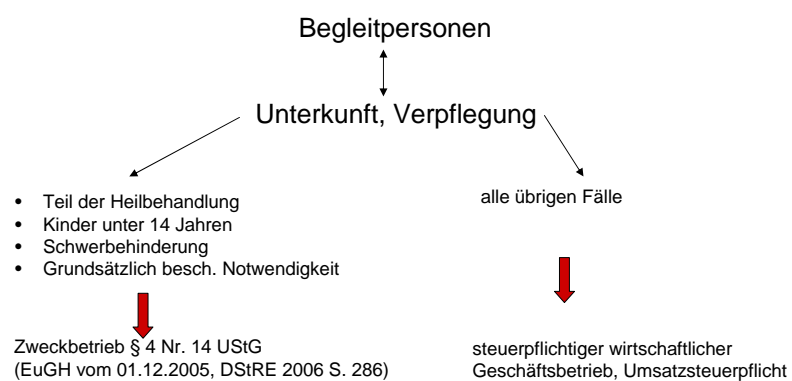 Begleitpersonen
Unterkunft, Verpflegung
• Teil der Heilbehandlung
• Kinder unter 14 Jahren
• Schwerbehinderung
• Grundsätzlich besch. Notwendigkeit
alle übrigen Fälle
Zweckbetrieb § 4 Nr. 14 UStG
(EuGH vom 01.12.2005, DStRE 2006 S. 286)
steuerpflichtiger wirtschaftlicher
Geschäftsbetrieb, Umsatzsteuerpflicht